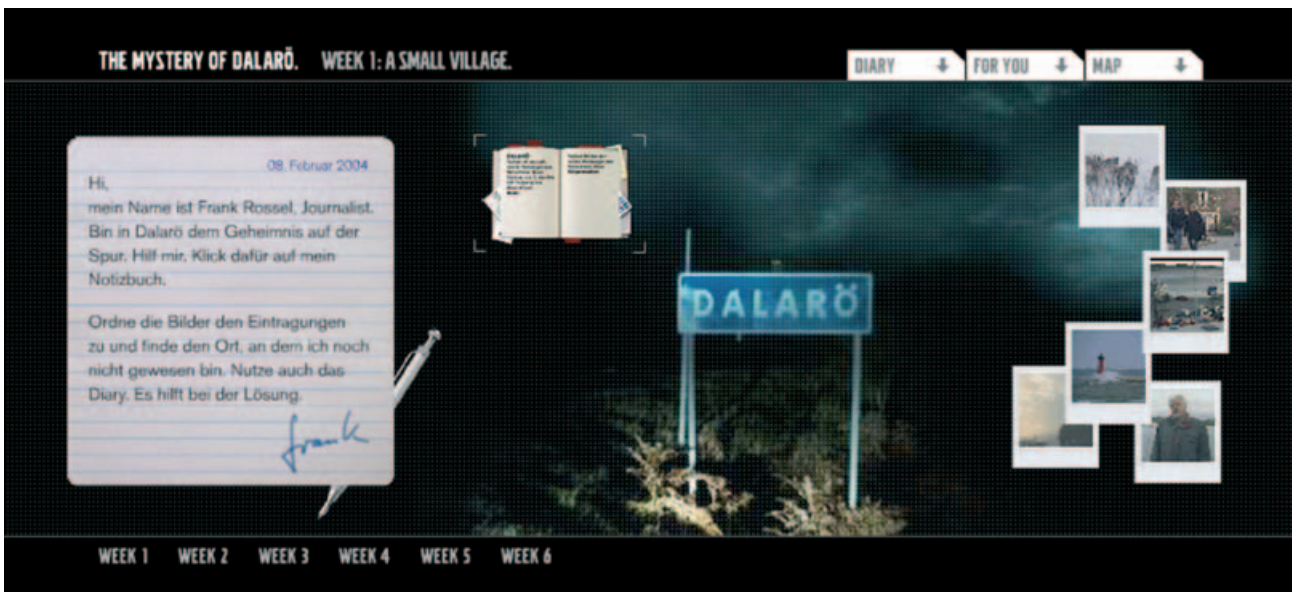 THE MYSTERY OF DALARÖ. WEEK 1: A SMALL VILLAGE.
DIARY
FOR YOU
MAP
08. Februar 2004
Hi,
mein Name ist Frank Rossel, Journalist.
Bin in Dalarö dem Geheimnis auf der
Spur. Hilf mir. Klick dafür auf mein
Notizbuch.
Ordne die Bilder den Eintragungen
zu und finde den Ort, an dem ich noch
nicht gewesen bin. Nutze auch das
Diary. Es hilft bei der Lösung.
Frank
DALARÖ
DALARÖ
WEEK 1 WEEK 2 WEEK 3 WEEK 4 WEEK 5 WEEK 6